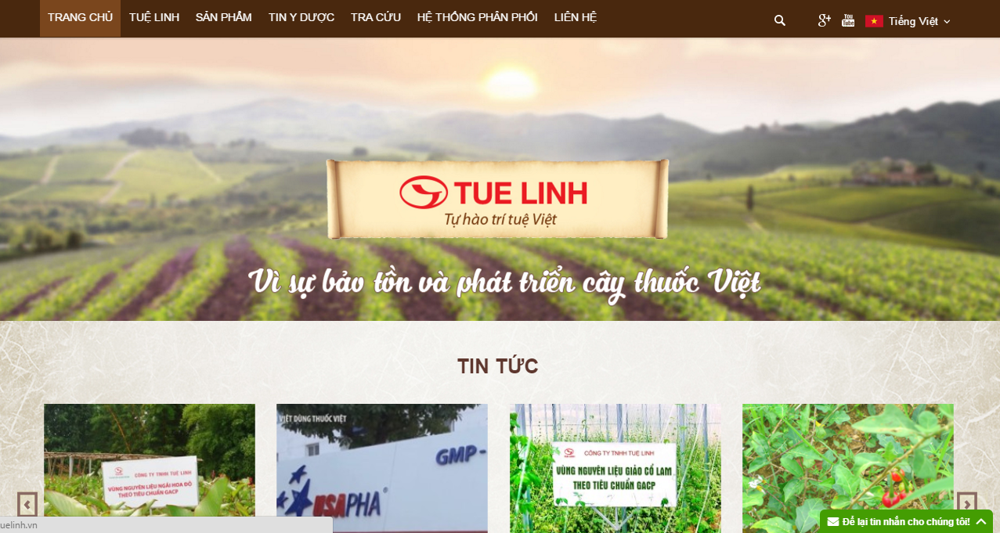 TRANG CHỦ TUỆ LINH SẢN PHẨM TIN Y DƯỢC TRA CỨU HỆ THỐNG PHÂN PHỐI LIÊN HỆ
You Tube Tiếng Việt
TUE LINH
Tự hào trí tuệ Việt
Vì sự bảo tồn và phát triển cây thuốc Việt
TIN TỨC
CÔNG TY TNHH TUỆ LINH
VÙNG NGUYÊN LIỆU NGẢI HOA ĐỎ
THEO TIÊU CHUẨN GACP
VIỆT DÙNG THUỐC VIỆT
GMP -
USAPHA®
CÔNG TY TNHH TUỆ LINH
VÙNG NGUYÊN LIỆU GIẢO CỔ LAM
THEO TIÊU CHUẨN GACP
uelinh.vn
Để lại tin nhắn cho chúng tôi!